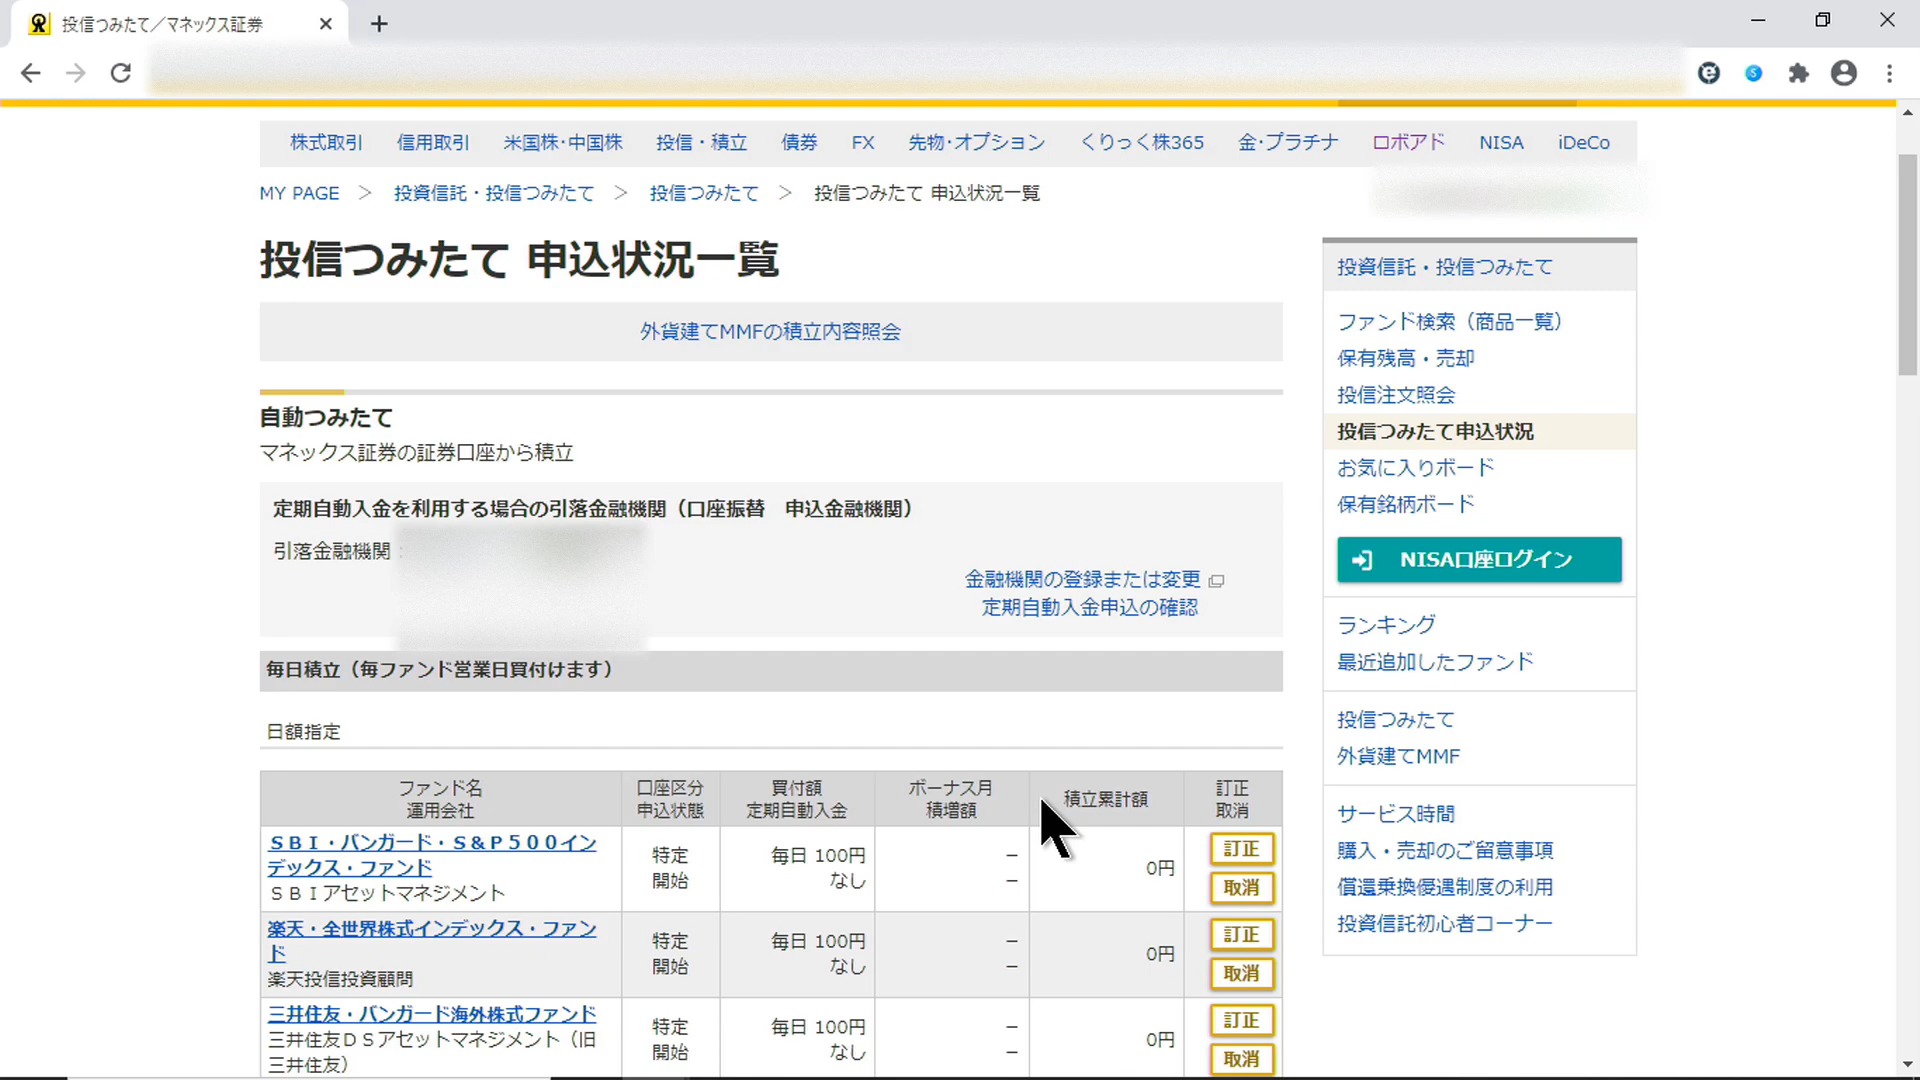 投信つみたて／マネックス証券
株式取引 信用取引 米国株･中国株 投信・積立 債券 FX 先物･オプション くりっく株365 金･プラチナ ロボアド NISA iDeCo
MY PAGE ＞ 投資信託・投信つみたて ＞ 投信つみたて ＞ 投信つみたて 申込状況一覧
投信つみたて 申込状況一覧
外貨建てMMFの積立内容照会
自動つみたて
マネックス証券の証券口座から積立
定期自動入金を利用する場合の引落金融機関（口座振替　申込金融機関）
引落金融機関：
金融機関の登録または変更
定期自動入金申込の確認
毎日積立（毎ファンド営業日買付けます）
日額指定
ファンド名 口座区分 買付額 ボーナス月 積立累計額 訂正
運用会社 申込状態 定期自動入金 積増額 取消
ＳＢＩ・バンガード・Ｓ＆Ｐ５００イン
デックス・ファンド
ＳＢＩアセットマネジメント
特定
開始
毎日 100円
なし
–
–
0円
訂正
取消
楽天・全世界株式インデックス・ファン
ド
楽天投信投資顧問
特定
開始
毎日 100円
なし
–
–
0円
訂正
取消
三井住友・バンガード海外株式ファンド
三井住友ＤＳアセットマネジメント（旧
三井住友）
特定
開始
毎日 100円
なし
–
–
0円
訂正
取消
投資信託・投信つみたて
ファンド検索（商品一覧）
保有残高・売却
投信注文照会
投信つみたて申込状況
お気に入りボード
保有銘柄ボード
NISA口座ログイン
ランキング
最近追加したファンド
投信つみたて
外貨建てMMF
サービス時間
購入・売却のご留意事項
償還乗換優遇制度の利用
投資信託初心者コーナー